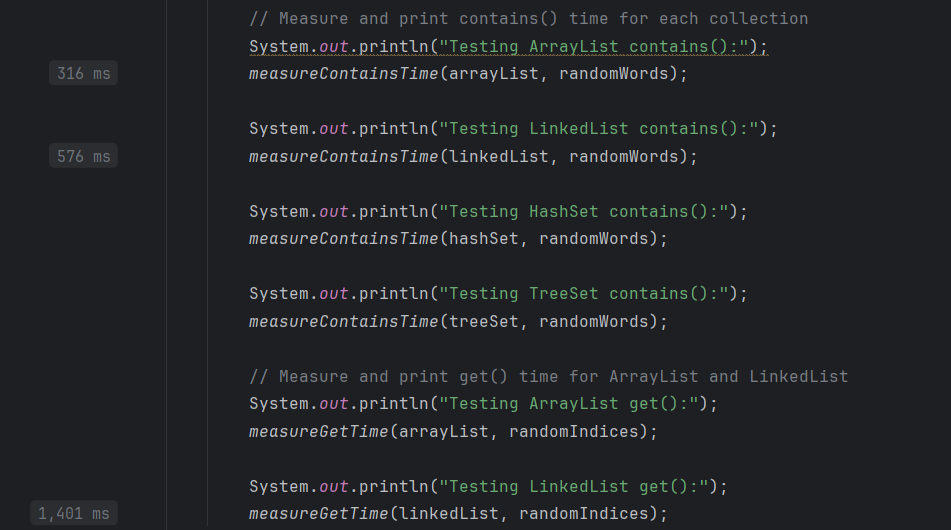 // Measure and print contains() time for each collection
System.out.println("Testing ArrayList contains():");
316 ms measureContainsTime(arrayList, randomWords);
System.out.println("Testing LinkedList contains():");
576 ms measureContainsTime(linkedList, randomWords);
System.out.println("Testing HashSet contains():");
measureContainsTime(hashSet, randomWords);
System.out.println("Testing TreeSet contains():");
measureContainsTime(treeSet, randomWords);
// Measure and print get() time for ArrayList and LinkedList
System.out.println("Testing ArrayList get():");
measureGetTime(arrayList, randomIndices);
System.out.println("Testing LinkedList get():");
1,401 ms measureGetTime(linkedList, randomIndices);